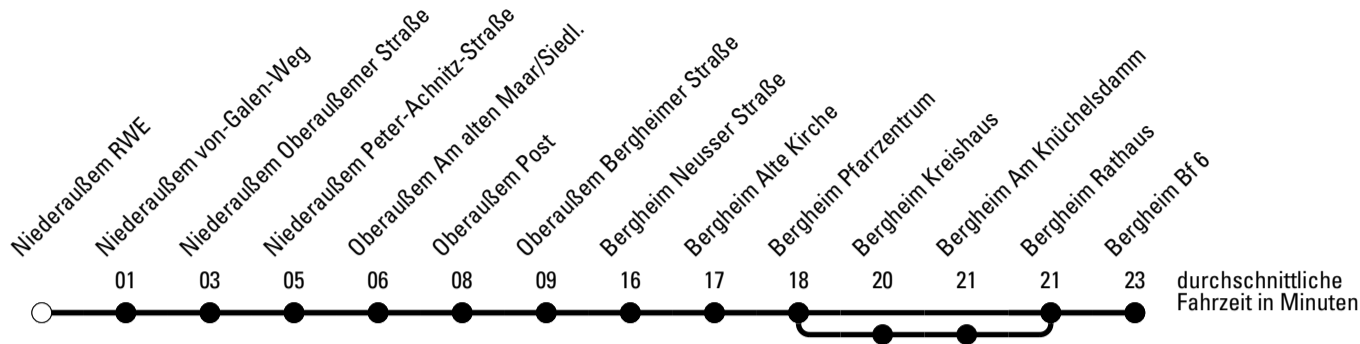 Niederaußem RWE
Niederaußem von-Galen-Weg
Niederaußem Oberaußemer Straße
Niederaußem Peter-Achnitz-Straße
Oberaußem Am alten Maar/Siedl.
Oberaußem Post
Oberaußem Bergheimer Straße
Bergheim Neusser Straße
Bergheim Alte Kirche
Bergheim Pfarrzentrum
Bergheim Kreishaus
Bergheim Am Knüchelsdamm
Bergheim Rathaus
Bergheim Bf 6
01 03 05 06 08 09 16 17 18 20 21 21 23 durchschnittliche
Fahrzeit in Minuten